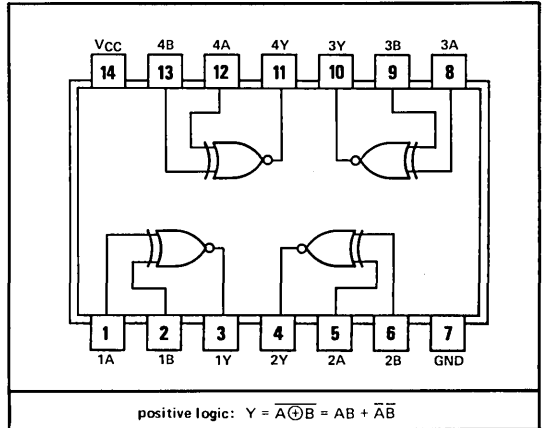 VCC 4B 4A 4Y 3Y 3B 3A
14 13 12 11 10 9 8
1 2 3 4 5 6 7
1A 1B 1Y 2Y 2A 2B GND
positive logic: Y = A̅⊕̅B̅ = AB + A̅B̅